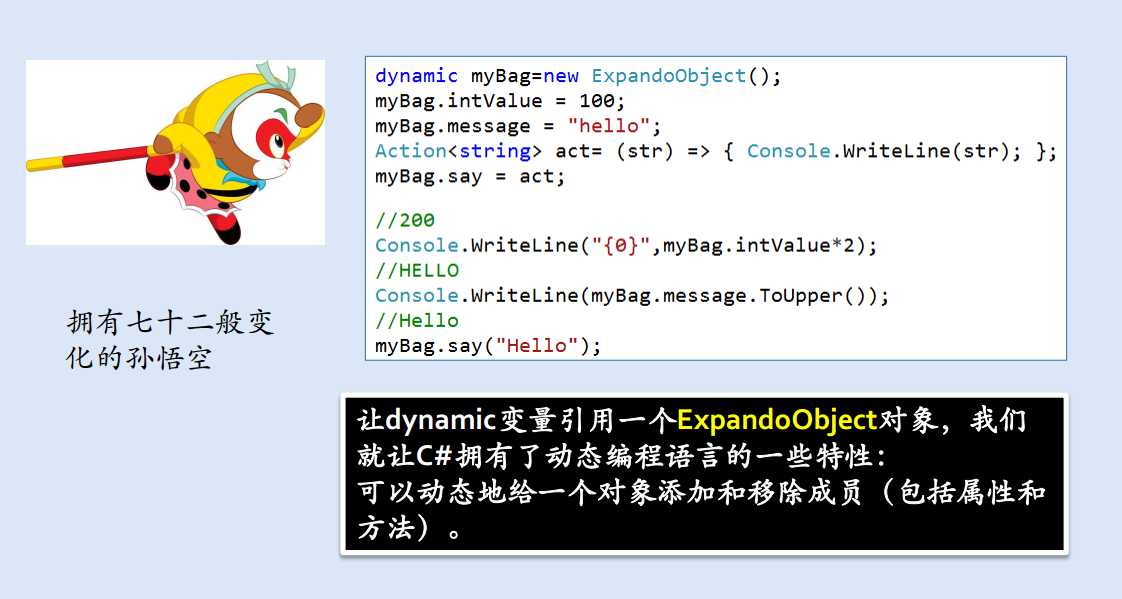 dynamic myBag=new ExpandoObject();
myBag.intValue = 100;
myBag.message = "hello";
Action<string> act= (str) => { Console.WriteLine(str); };
myBag.say = act;
//200
Console.WriteLine("{0}",myBag.intValue*2);
//HELLO
Console.WriteLine(myBag.message.ToUpper());
//Hello
myBag.say("Hello");
拥有七十二般变
化的孙悟空
让dynamic变量引用一个ExpandoObject对象，我们
就让C#拥有了动态编程语言的一些特性：
可以动态地给一个对象添加和移除成员（包括属性和
方法）。